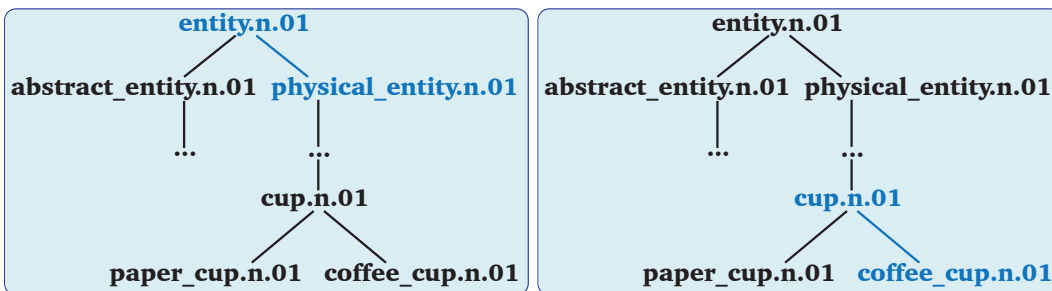 entity.n.01
abstract_entity.n.01 physical_entity.n.01
... ...
cup.n.01
paper_cup.n.01 coffee_cup.n.01
entity.n.01
abstract_entity.n.01 physical_entity.n.01
... ...
cup.n.01
paper_cup.n.01 coffee_cup.n.01